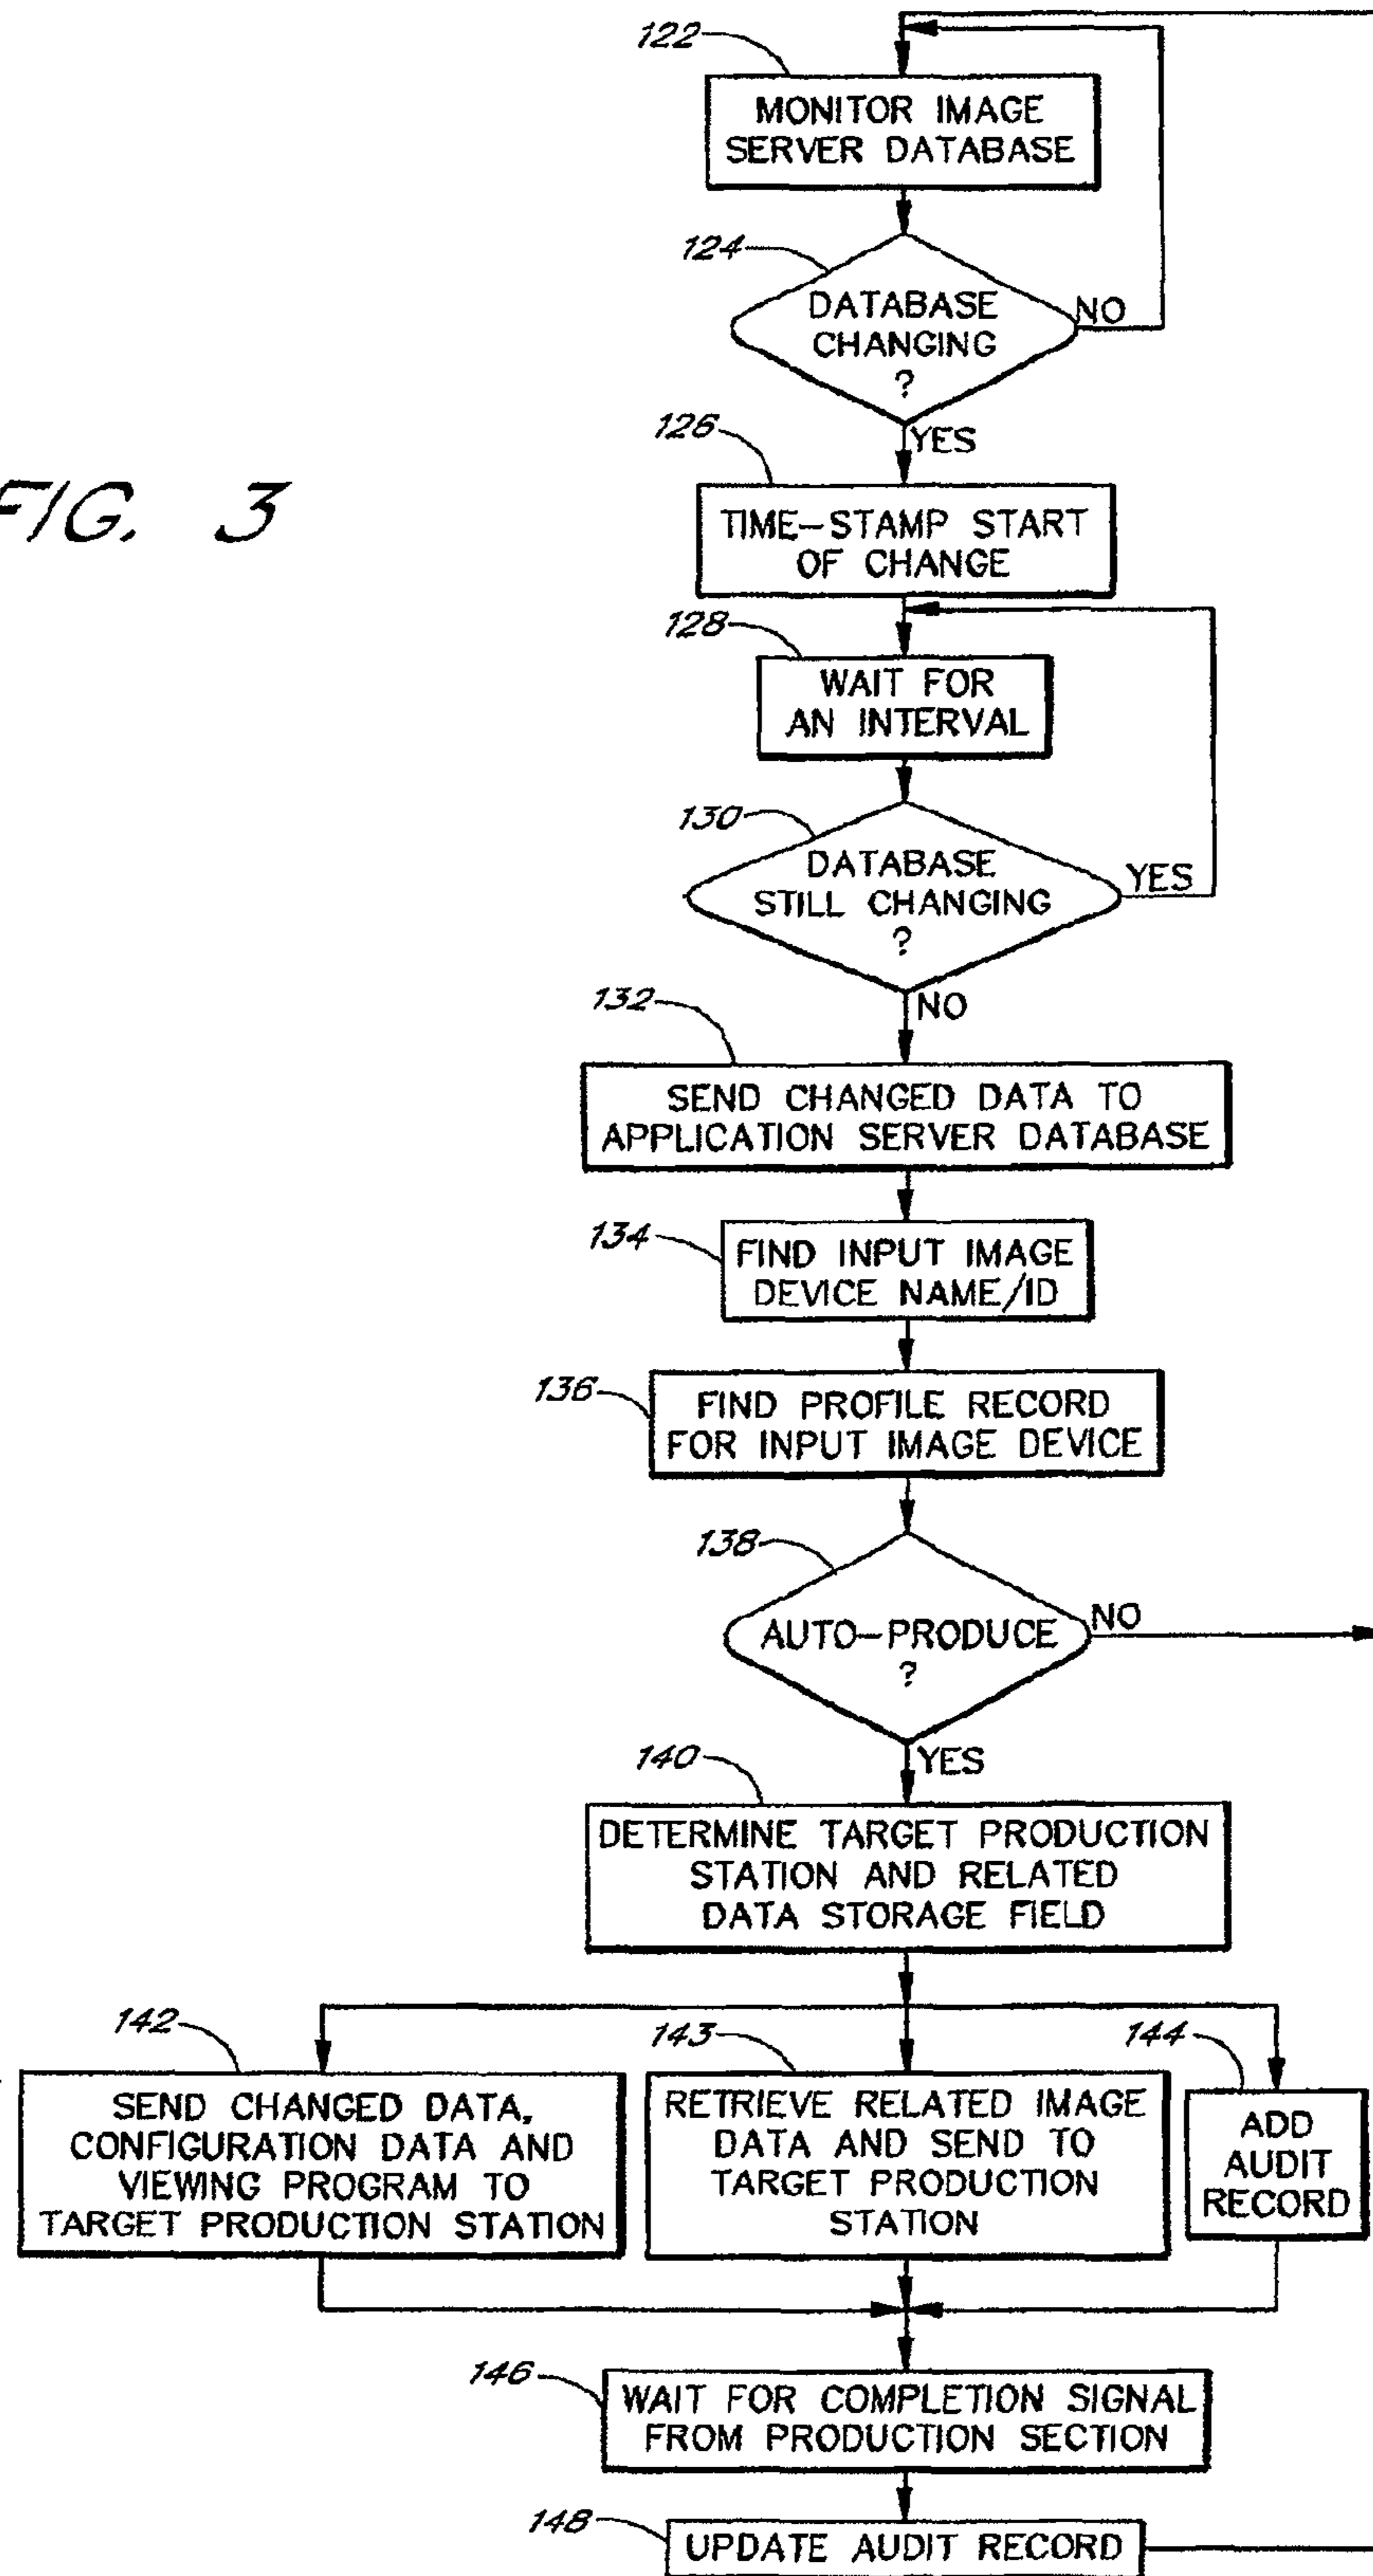 FIG. 3
122
MONITOR IMAGE
SERVER DATABASE
124
DATABASE
CHANGING
?
NO
YES
126
TIME-STAMP START
OF CHANGE
128
WAIT FOR
AN INTERVAL
130
DATABASE
STILL CHANGING
?
YES
NO
132
SEND CHANGED DATA TO
APPLICATION SERVER DATABASE
134
FIND INPUT IMAGE
DEVICE NAME/ID
136
FIND PROFILE RECORD
FOR INPUT IMAGE DEVICE
138
AUTO-PRODUCE
?
NO
YES
140
DETERMINE TARGET PRODUCTION
STATION AND RELATED
DATA STORAGE FIELD
142
SEND CHANGED DATA,
CONFIGURATION DATA AND
VIEWING PROGRAM TO
TARGET PRODUCTION STATION
143
RETRIEVE RELATED IMAGE
DATA AND SEND TO
TARGET PRODUCTION
STATION
144
ADD
AUDIT
RECORD
146
WAIT FOR COMPLETION SIGNAL
FROM PRODUCTION SECTION
148
UPDATE AUDIT RECORD